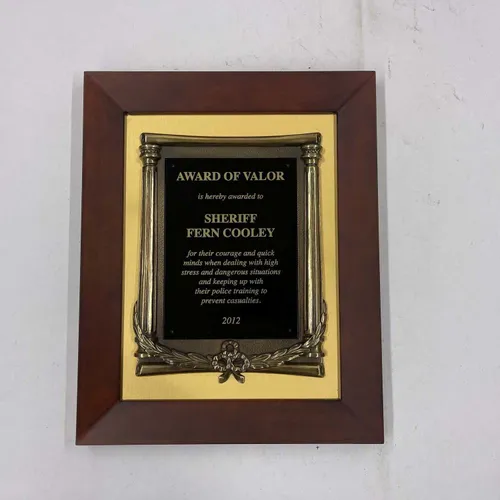 AWARD OF VALOR
is hereby awarded to
SHERIFF
FERN COOLEY
for their courage and quick
minds when dealing with high
stress and dangerous situations
and keeping up with
their police training to
prevent casualties.
2012